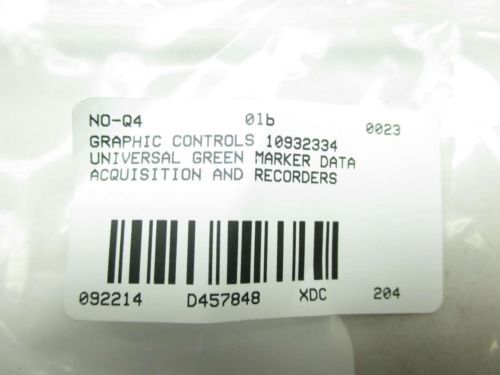 NO-Q4 01b 0023
GRAPHIC CONTROLS 10932334
UNIVERSAL GREEN MARKER DATA
ACQUISITION AND RECORDERS
092214 D457848 XDC 204